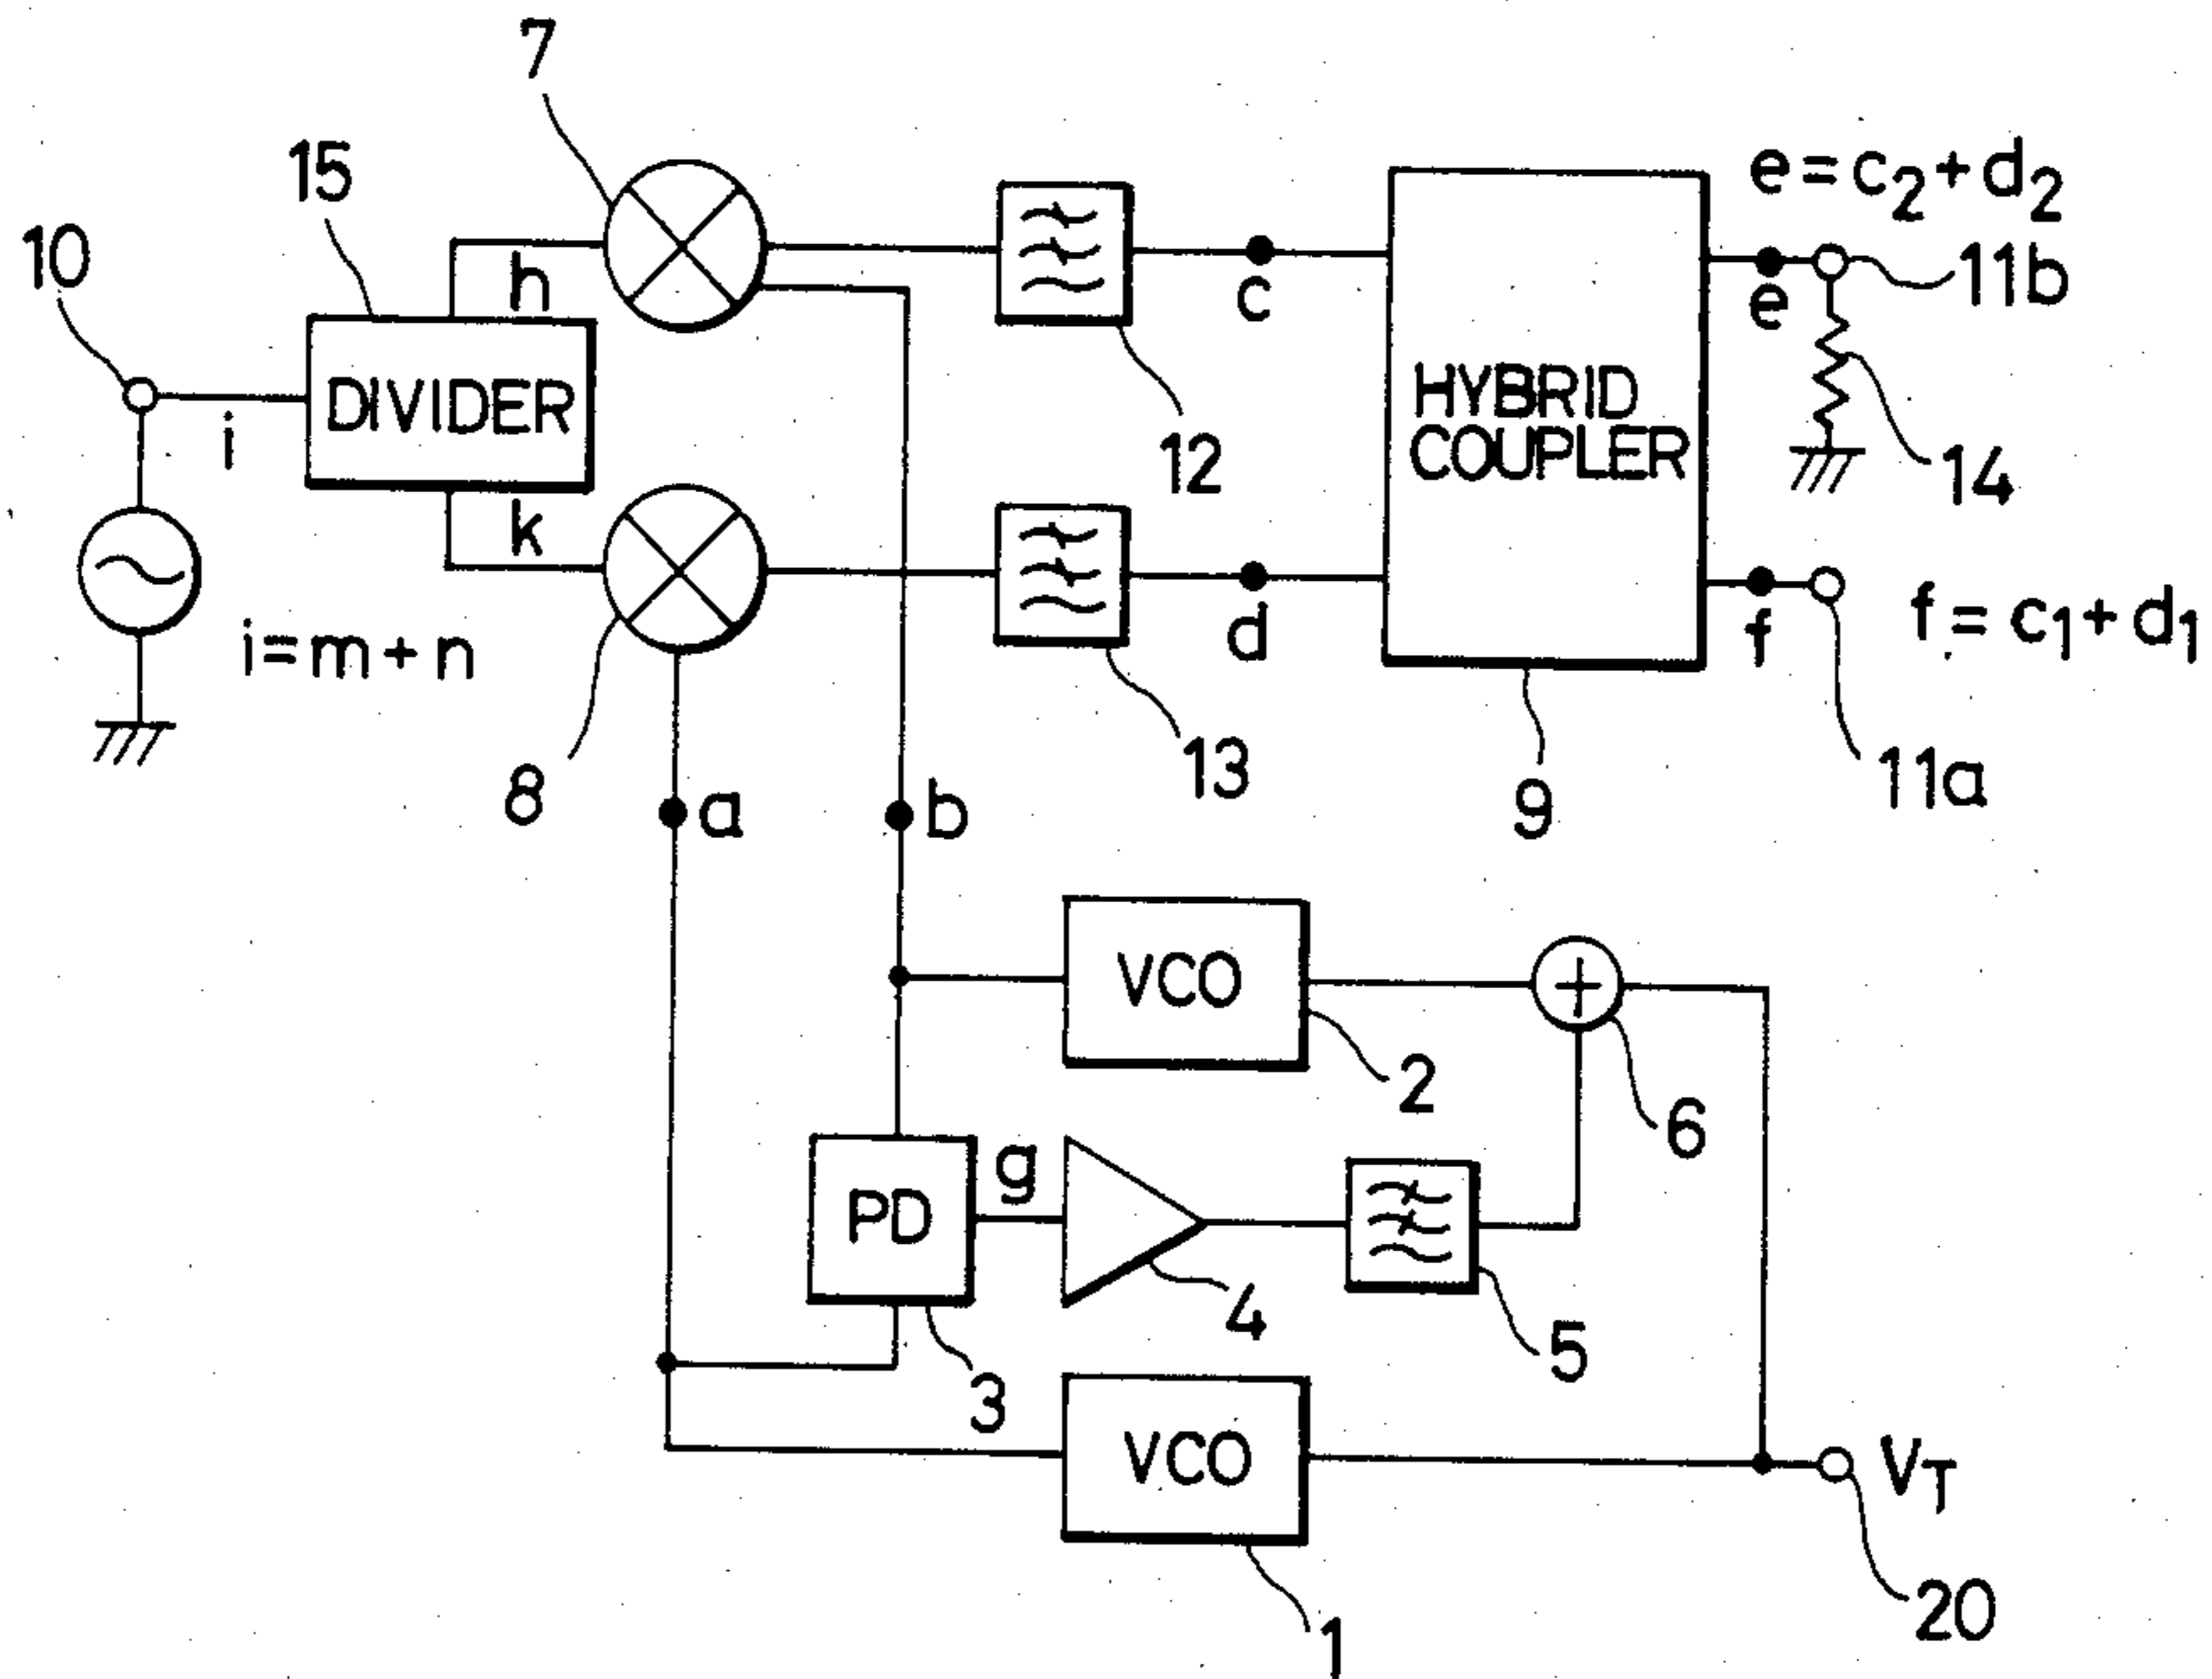 7
15
10
h
i
DIVIDER
k
i=m+n
8
12
13
c
d
HYBRID
COUPLER
9
e=c₂+d₂
e
11b
14
f
f=c₁+d₁
11a
a
b
VCO
2
6
PD
g
4
5
3
VCO
1
V_T
20